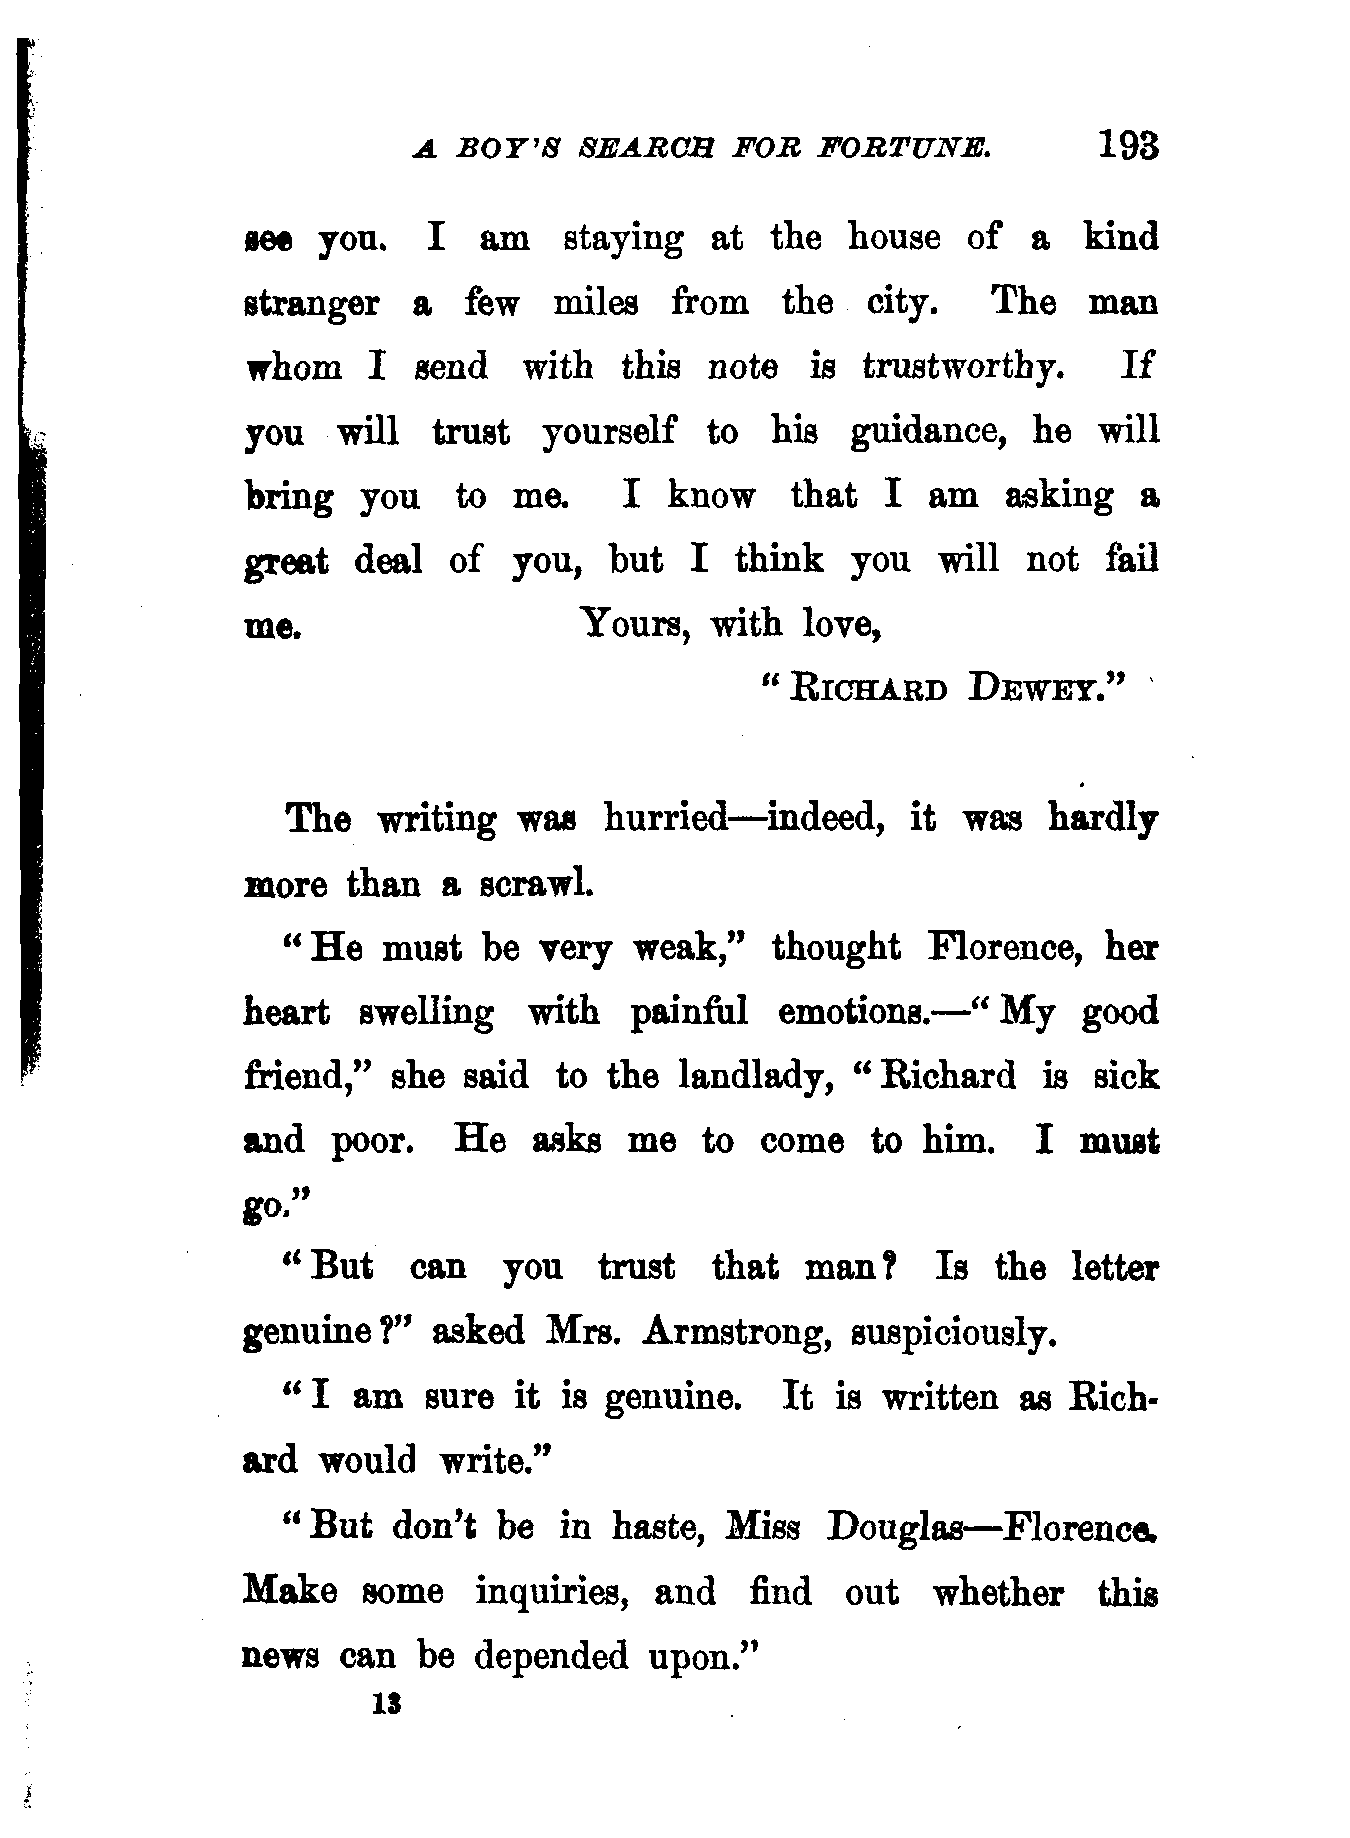 A BOY'S SEARCH FOR FORTUNE. 193
see you. I am staying at the house of a kind
stranger a few miles from the city. The man
whom I send with this note is trustworthy. If
you will trust yourself to his guidance, he will
bring you to me. I know that I am asking a
great deal of you, but I think you will not fail
me. Yours, with love,
"RICHARD DEWEY."
The writing was hurried—indeed, it was hardly
more than a scrawl.
"He must be very weak," thought Florence, her
heart swelling with painful emotions.—"My good
friend," she said to the landlady, "Richard is sick
and poor. He asks me to come to him. I must
go."
"But can you trust that man? Is the letter
genuine?" asked Mrs. Armstrong, suspiciously.
"I am sure it is genuine. It is written as Rich-
ard would write."
"But don't be in haste, Miss Douglas—Florence.
Make some inquiries, and find out whether this
news can be depended upon."
13